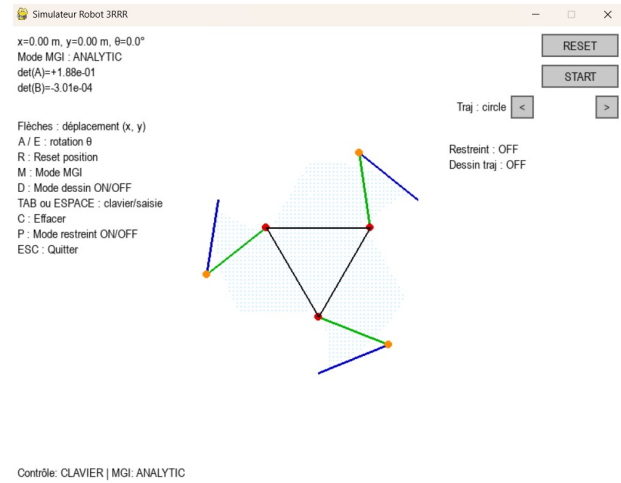 Simulateur Robot 3RRR
x=0.00 m, y=0.00 m, θ=0.0°
Mode MGI : ANALYTIC
det(A)=+1.88e-01
det(B)=-3.01e-04
RESET
START
Traj : circle < >
Flèches : déplacement (x, y)
A / E : rotation θ
R : Reset position
M : Mode MGI
D : Mode dessin ON/OFF
TAB ou ESPACE : clavier/saisie
C : Effacer
P : Mode restreint ON/OFF
ESC : Quitter
Restreint : OFF
Dessin traj : OFF
Contrôle: CLAVIER | MGI: ANALYTIC